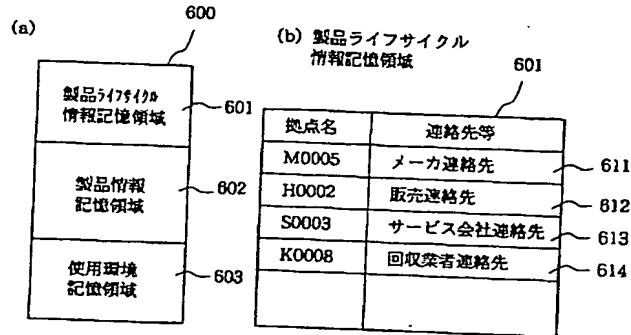 (a)
600
製品ライフサイクル
情報記憶領域
601
製品情報
記憶領域
602
使用環境
記憶領域
603
(b) 製品ライフサイクル
情報記憶領域
601
拠点名 連絡先等
M0005 メーカ連絡先 611
H0002 販売連絡先 612
S0003 サービス会社連絡先 613
K0008 回収業者連絡先 614